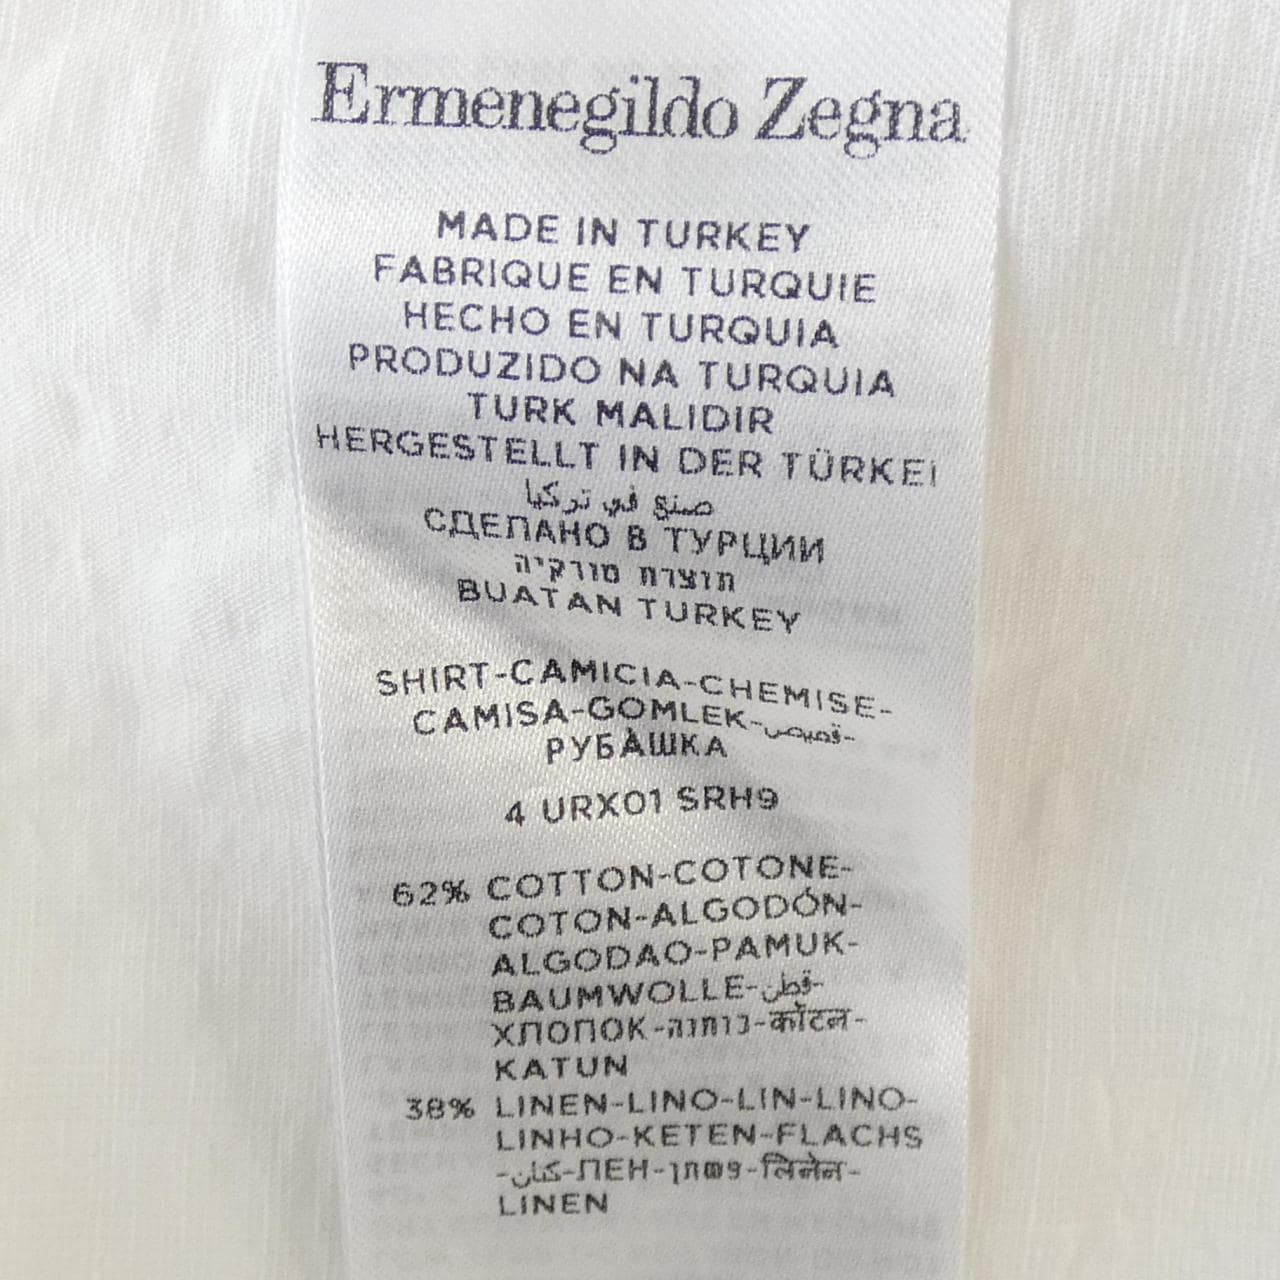 Ermenegildo Zegna
MADE IN TURKEY
FABRIQUE EN TURQUIE
HECHO EN TURQUIA
PRODUZIDO NA TURQUIA
TURK MALIDIR
HERGESTELLT IN DER TÜRKEI
صنع في تركيا
СДЕПАНО В ТУРЦИИ
תוצרת טורקיה
BUATAN TURKEY
SHIRT-CAMICIA-CHEMISE-
CAMISA-GOMLEK-قميص-
РУБАШКА
4 URX01 SRH9
62% COTTON-COTONE-
COTON-ALGODÓN-
ALGODAO-PAMUK-
BAUMWOLLE-قطن-
ХЛОПОК-כותנה-कॉटन-
KATUN
38% LINEN-LINO-LIN-LINO-
LINHO-KETEN-FLACHS
-كتان-ЛЕН-פשתן-लिनेन-
LINEN